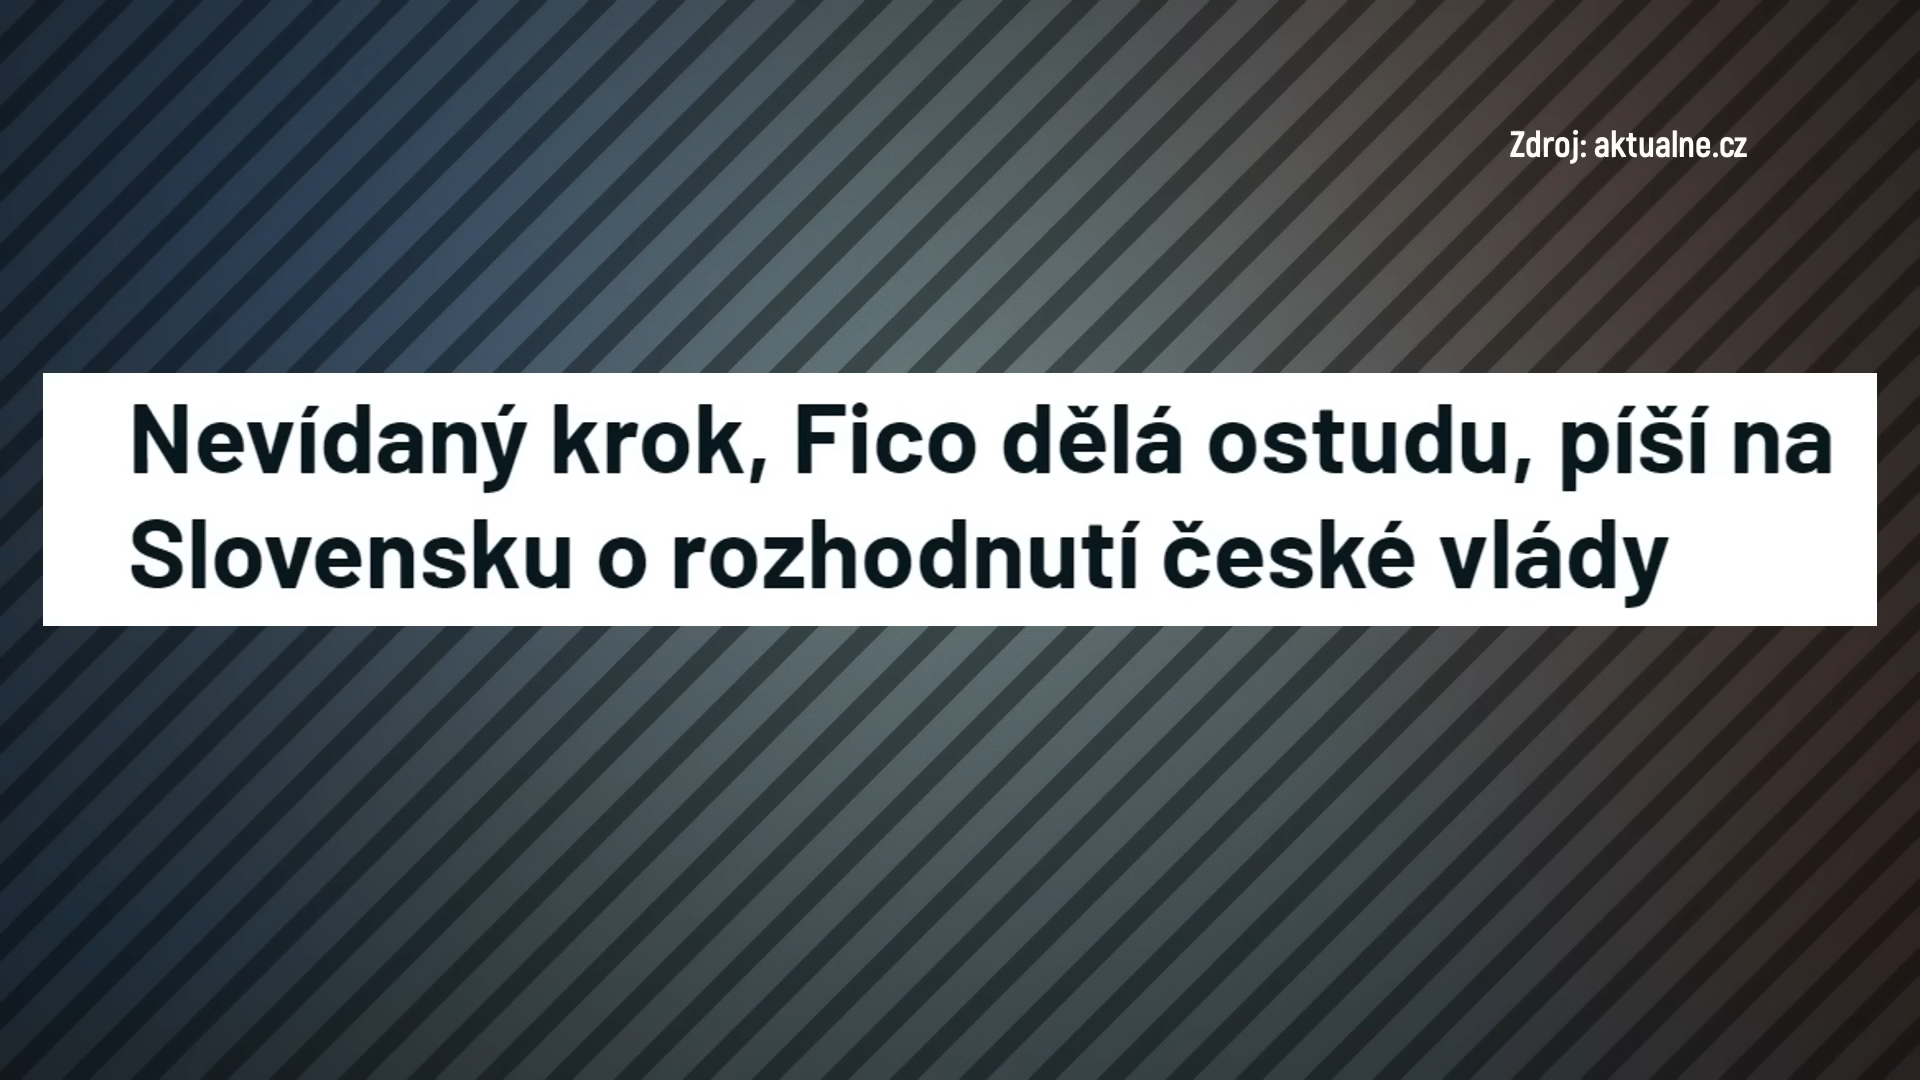 Zdroj: aktualne.cz
Nevídaný krok, Fico dělá ostudu, píší na
Slovensku o rozhodnutí české vlády